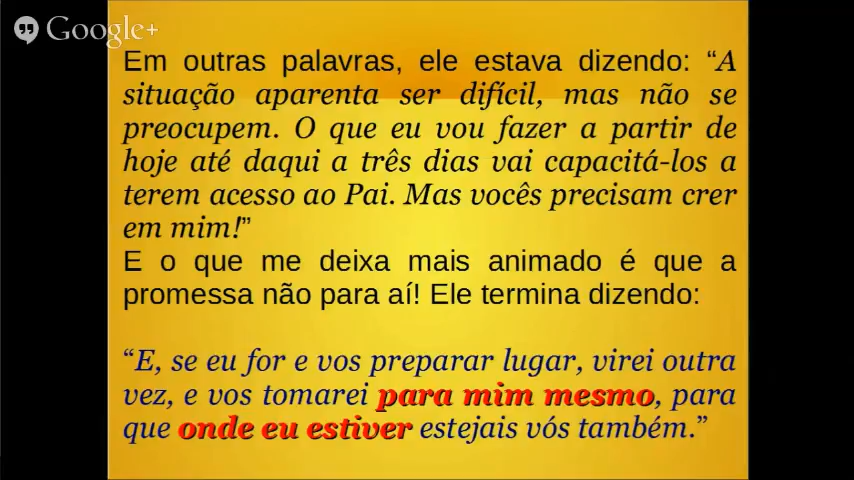 Google+
Em outras palavras, ele estava dizendo: “A
situação aparenta ser difícil, mas não se
preocupem. O que eu vou fazer a partir de
hoje até daqui a três dias vai capacitá-los a
terem acesso ao Pai. Mas vocês precisam crer
em mim!”
E o que me deixa mais animado é que a
promessa não para aí! Ele termina dizendo:
“E, se eu for e vos preparar lugar, virei outra
vez, e vos tomarei para mim mesmo, para
que onde eu estiver estejais vós também.”